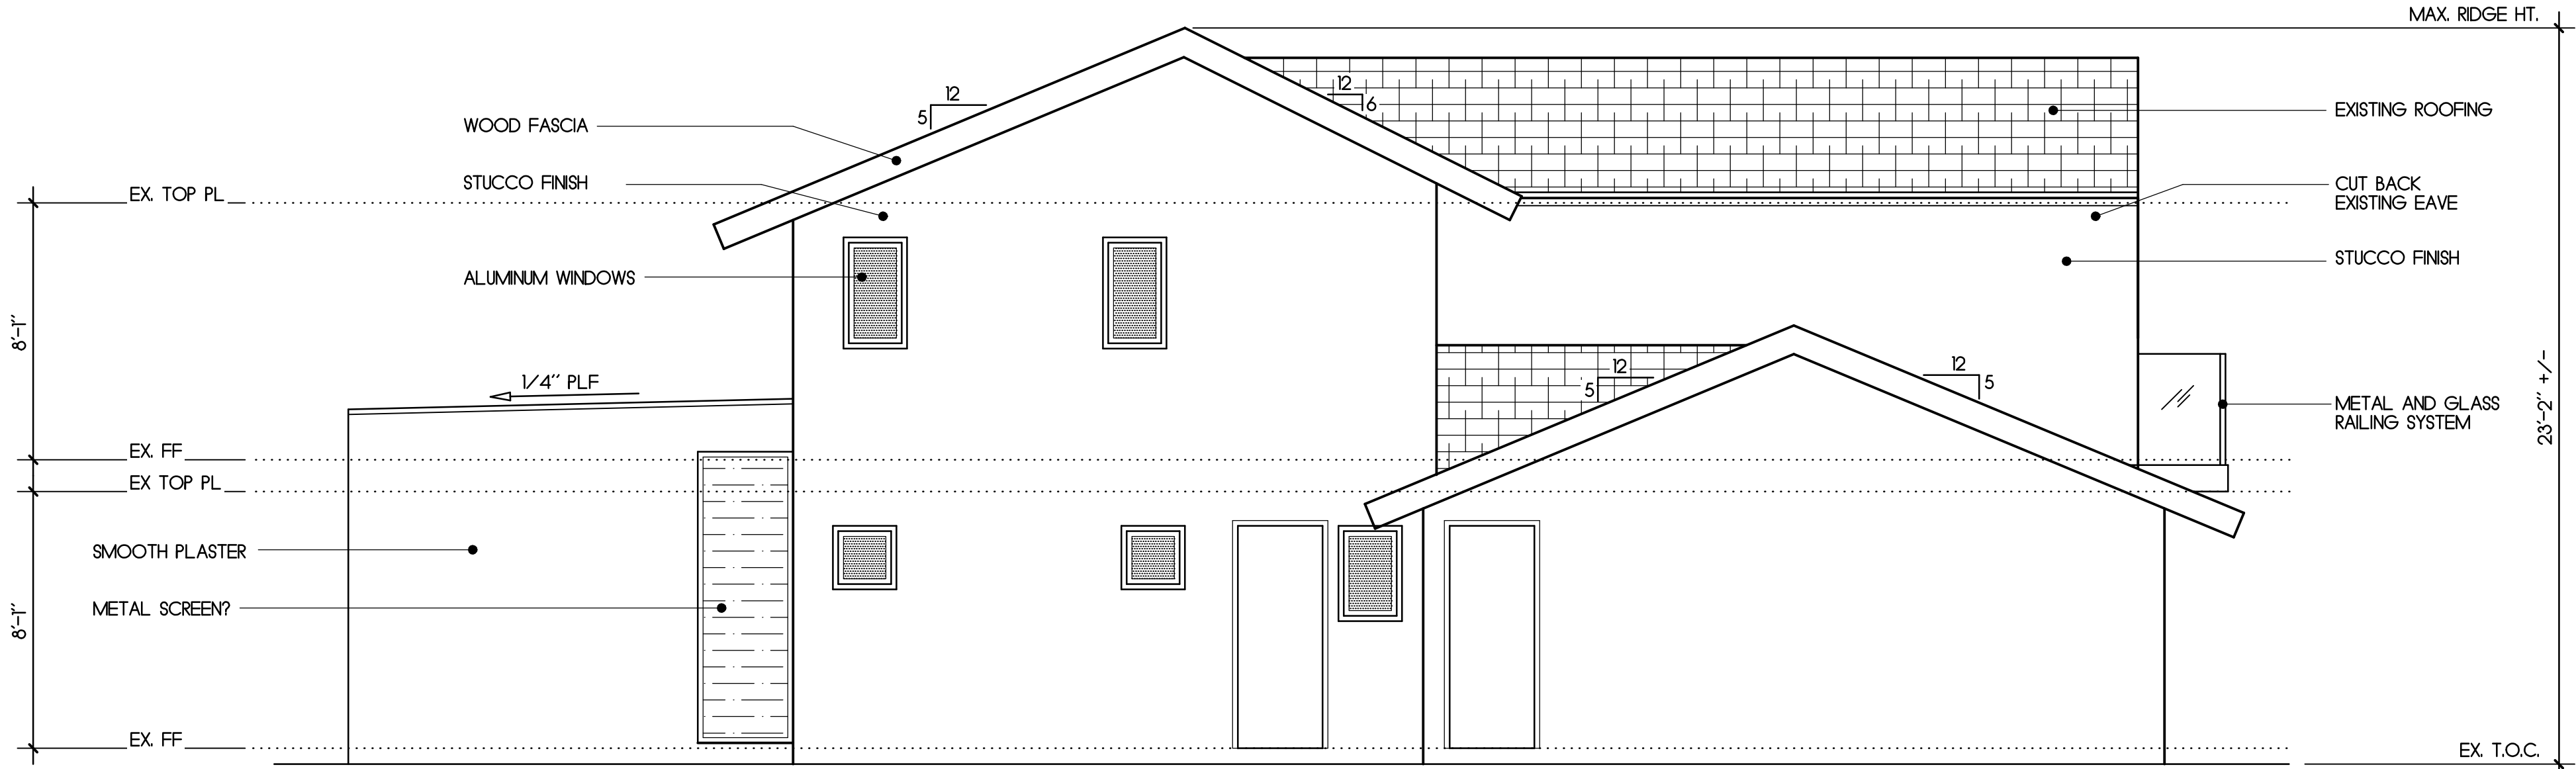 MAX. RIDGE HT.
12
5
12
6
WOOD FASCIA
EXISTING ROOFING
STUCCO FINISH
CUT BACK
EXISTING EAVE
EX. TOP PL
STUCCO FINISH
ALUMINUM WINDOWS
8'-1"
1/4" PLF
12
5
12
5
METAL AND GLASS
RAILING SYSTEM
23'-2" +/-
EX. FF
EX TOP PL
SMOOTH PLASTER
METAL SCREEN?
8'-1"
EX. FF
EX. T.O.C.